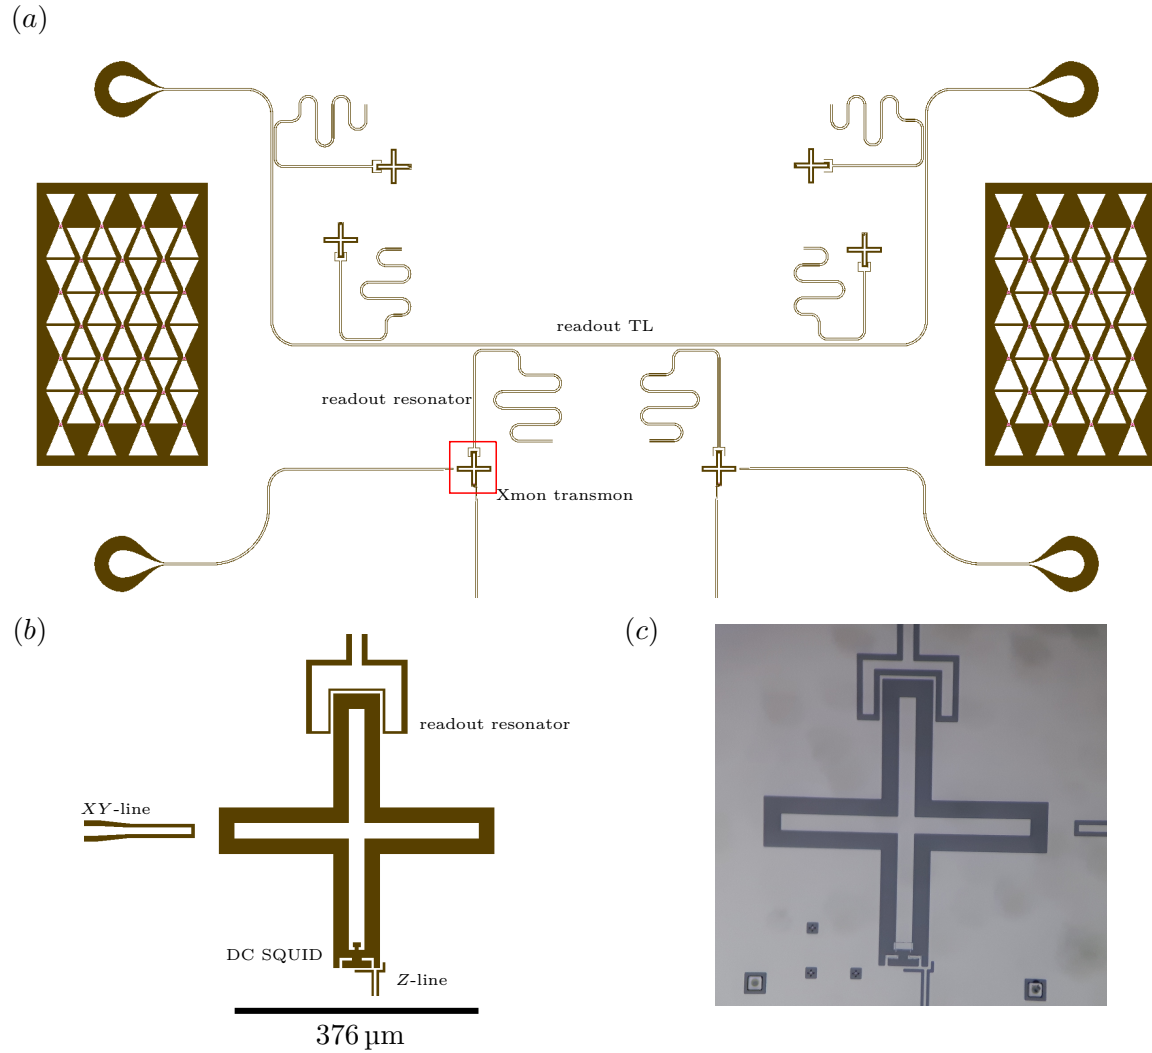 (a)
readout TL
readout resonator
Xmon transmon
(b)
(c)
readout resonator
XY-line
DC SQUID
Z-line
376 µm